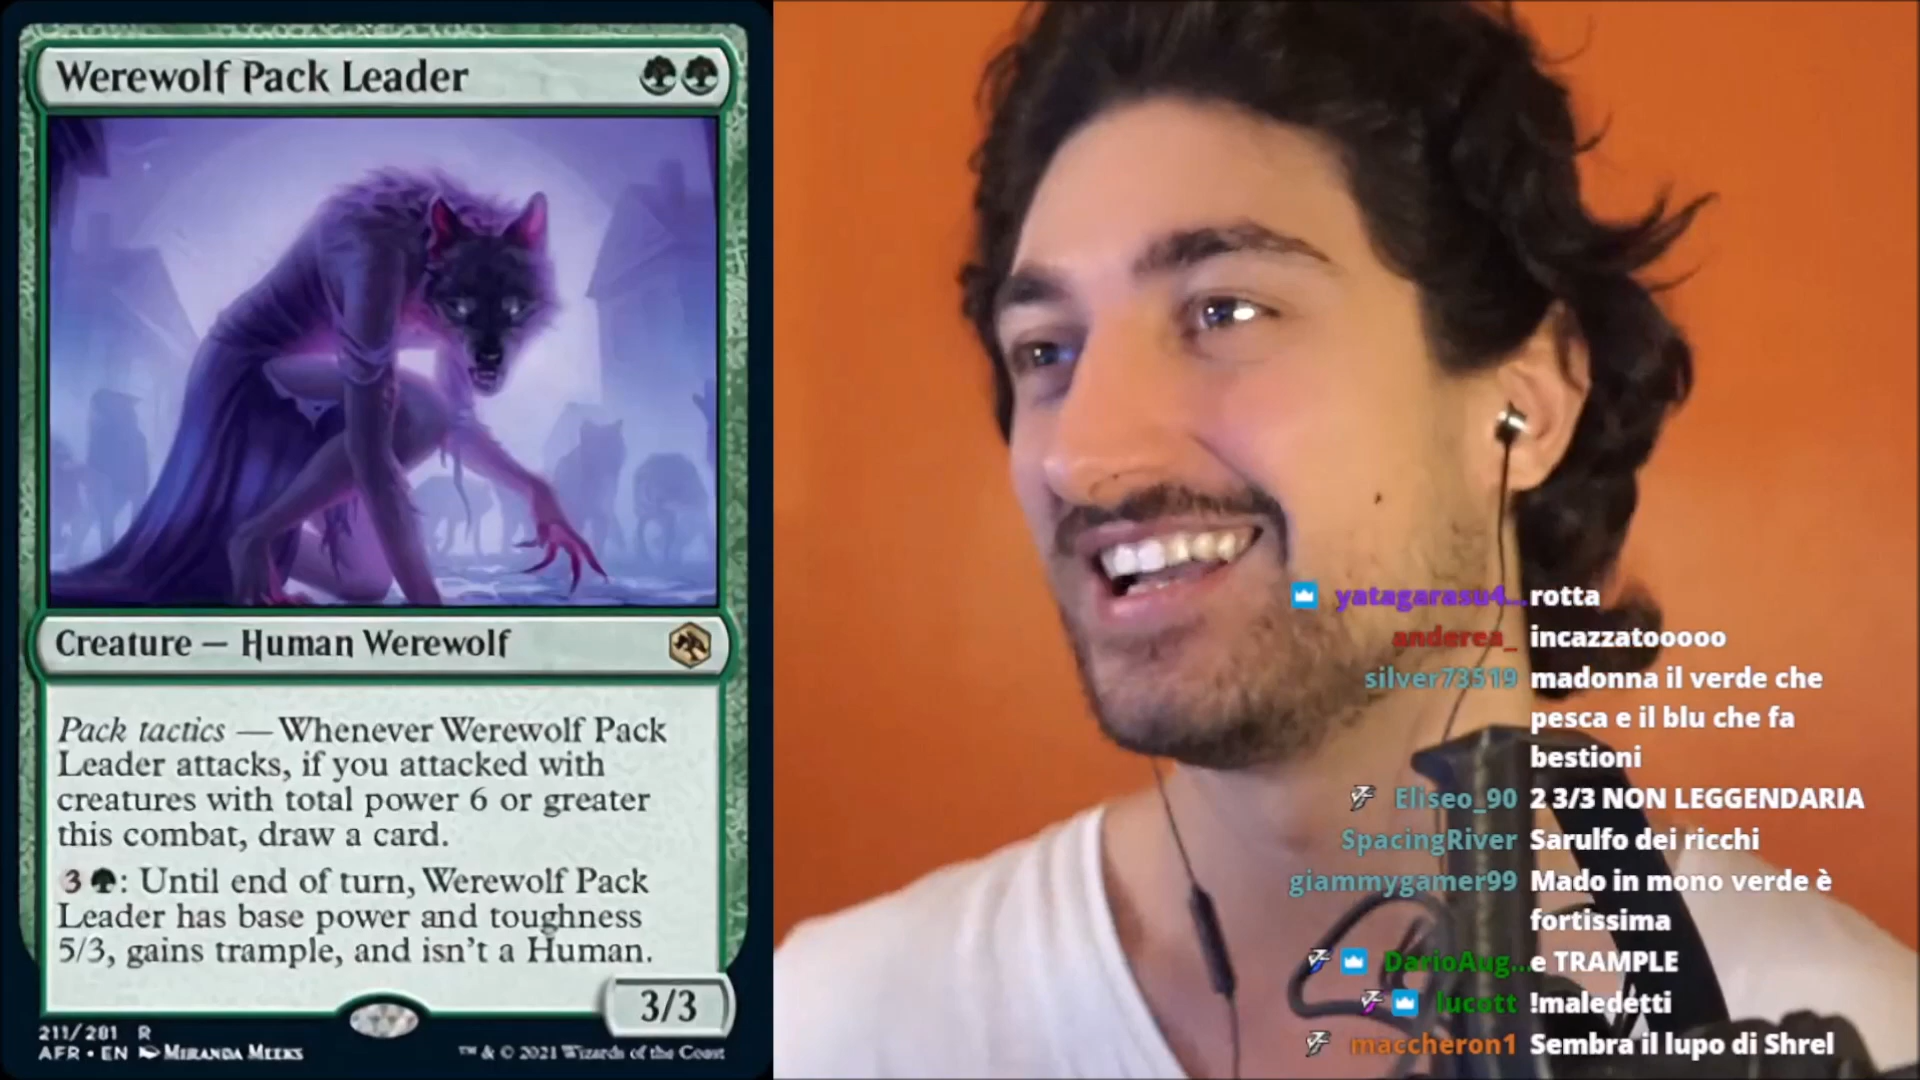 Werewolf Pack Leader
Creature — Human Werewolf
Pack tactics — Whenever Werewolf Pack
Leader attacks, if you attacked with
creatures with total power 6 or greater
this combat, draw a card.
3 : Until end of turn, Werewolf Pack
Leader has base power and toughness
5/3, gains trample, and isn't a Human.
3/3
211/281 R
AFR • EN MIRANDA MEEKS
™ & © 2021 Wizards of the Coast
yatagarasu4... rotta
anderea_ incazzatooooo
silver73519 madonna il verde che
pesca e il blu che fa
bestioni
Eliseo_90 2 3/3 NON LEGGENDARIA
SpacingRiver Sarulfo dei ricchi
giammygamer99 Mado in mono verde è
fortissima
DarioAug... e TRAMPLE
lucott !maledetti
maccheron1 Sembra il lupo di Shrel